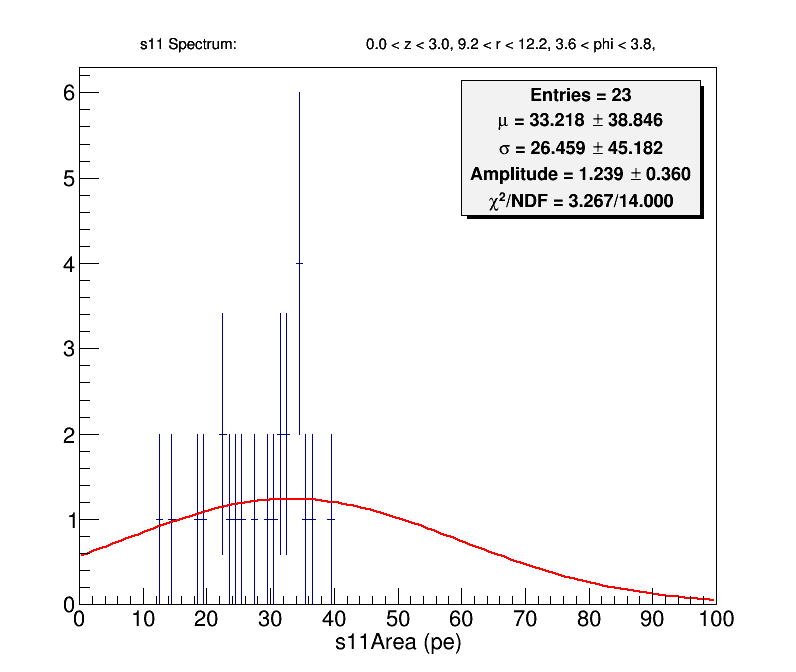 s11 Spectrum: 0.0 < z < 3.0, 9.2 < r < 12.2, 3.6 < phi < 3.8,
Entries = 23
μ = 33.218 ± 38.846
σ = 26.459 ± 45.182
Amplitude = 1.239 ± 0.360
χ²/NDF = 3.267/14.000
6
5
4
3
2
1
0
0 10 20 30 40 50 60 70 80 90 100
s11Area (pe)